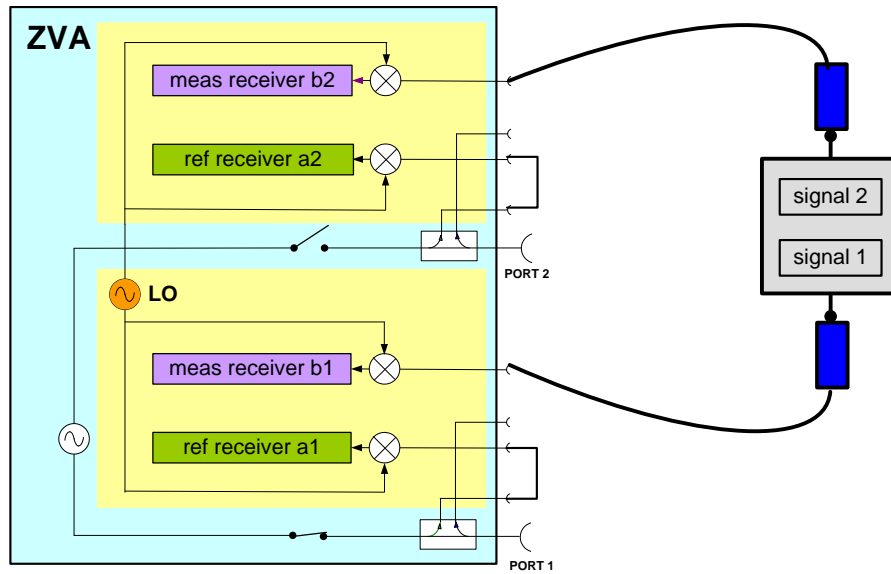 ZVA
meas receiver b2
ref receiver a2
signal 2
signal 1
PORT 2
LO
meas receiver b1
ref receiver a1
PORT 1